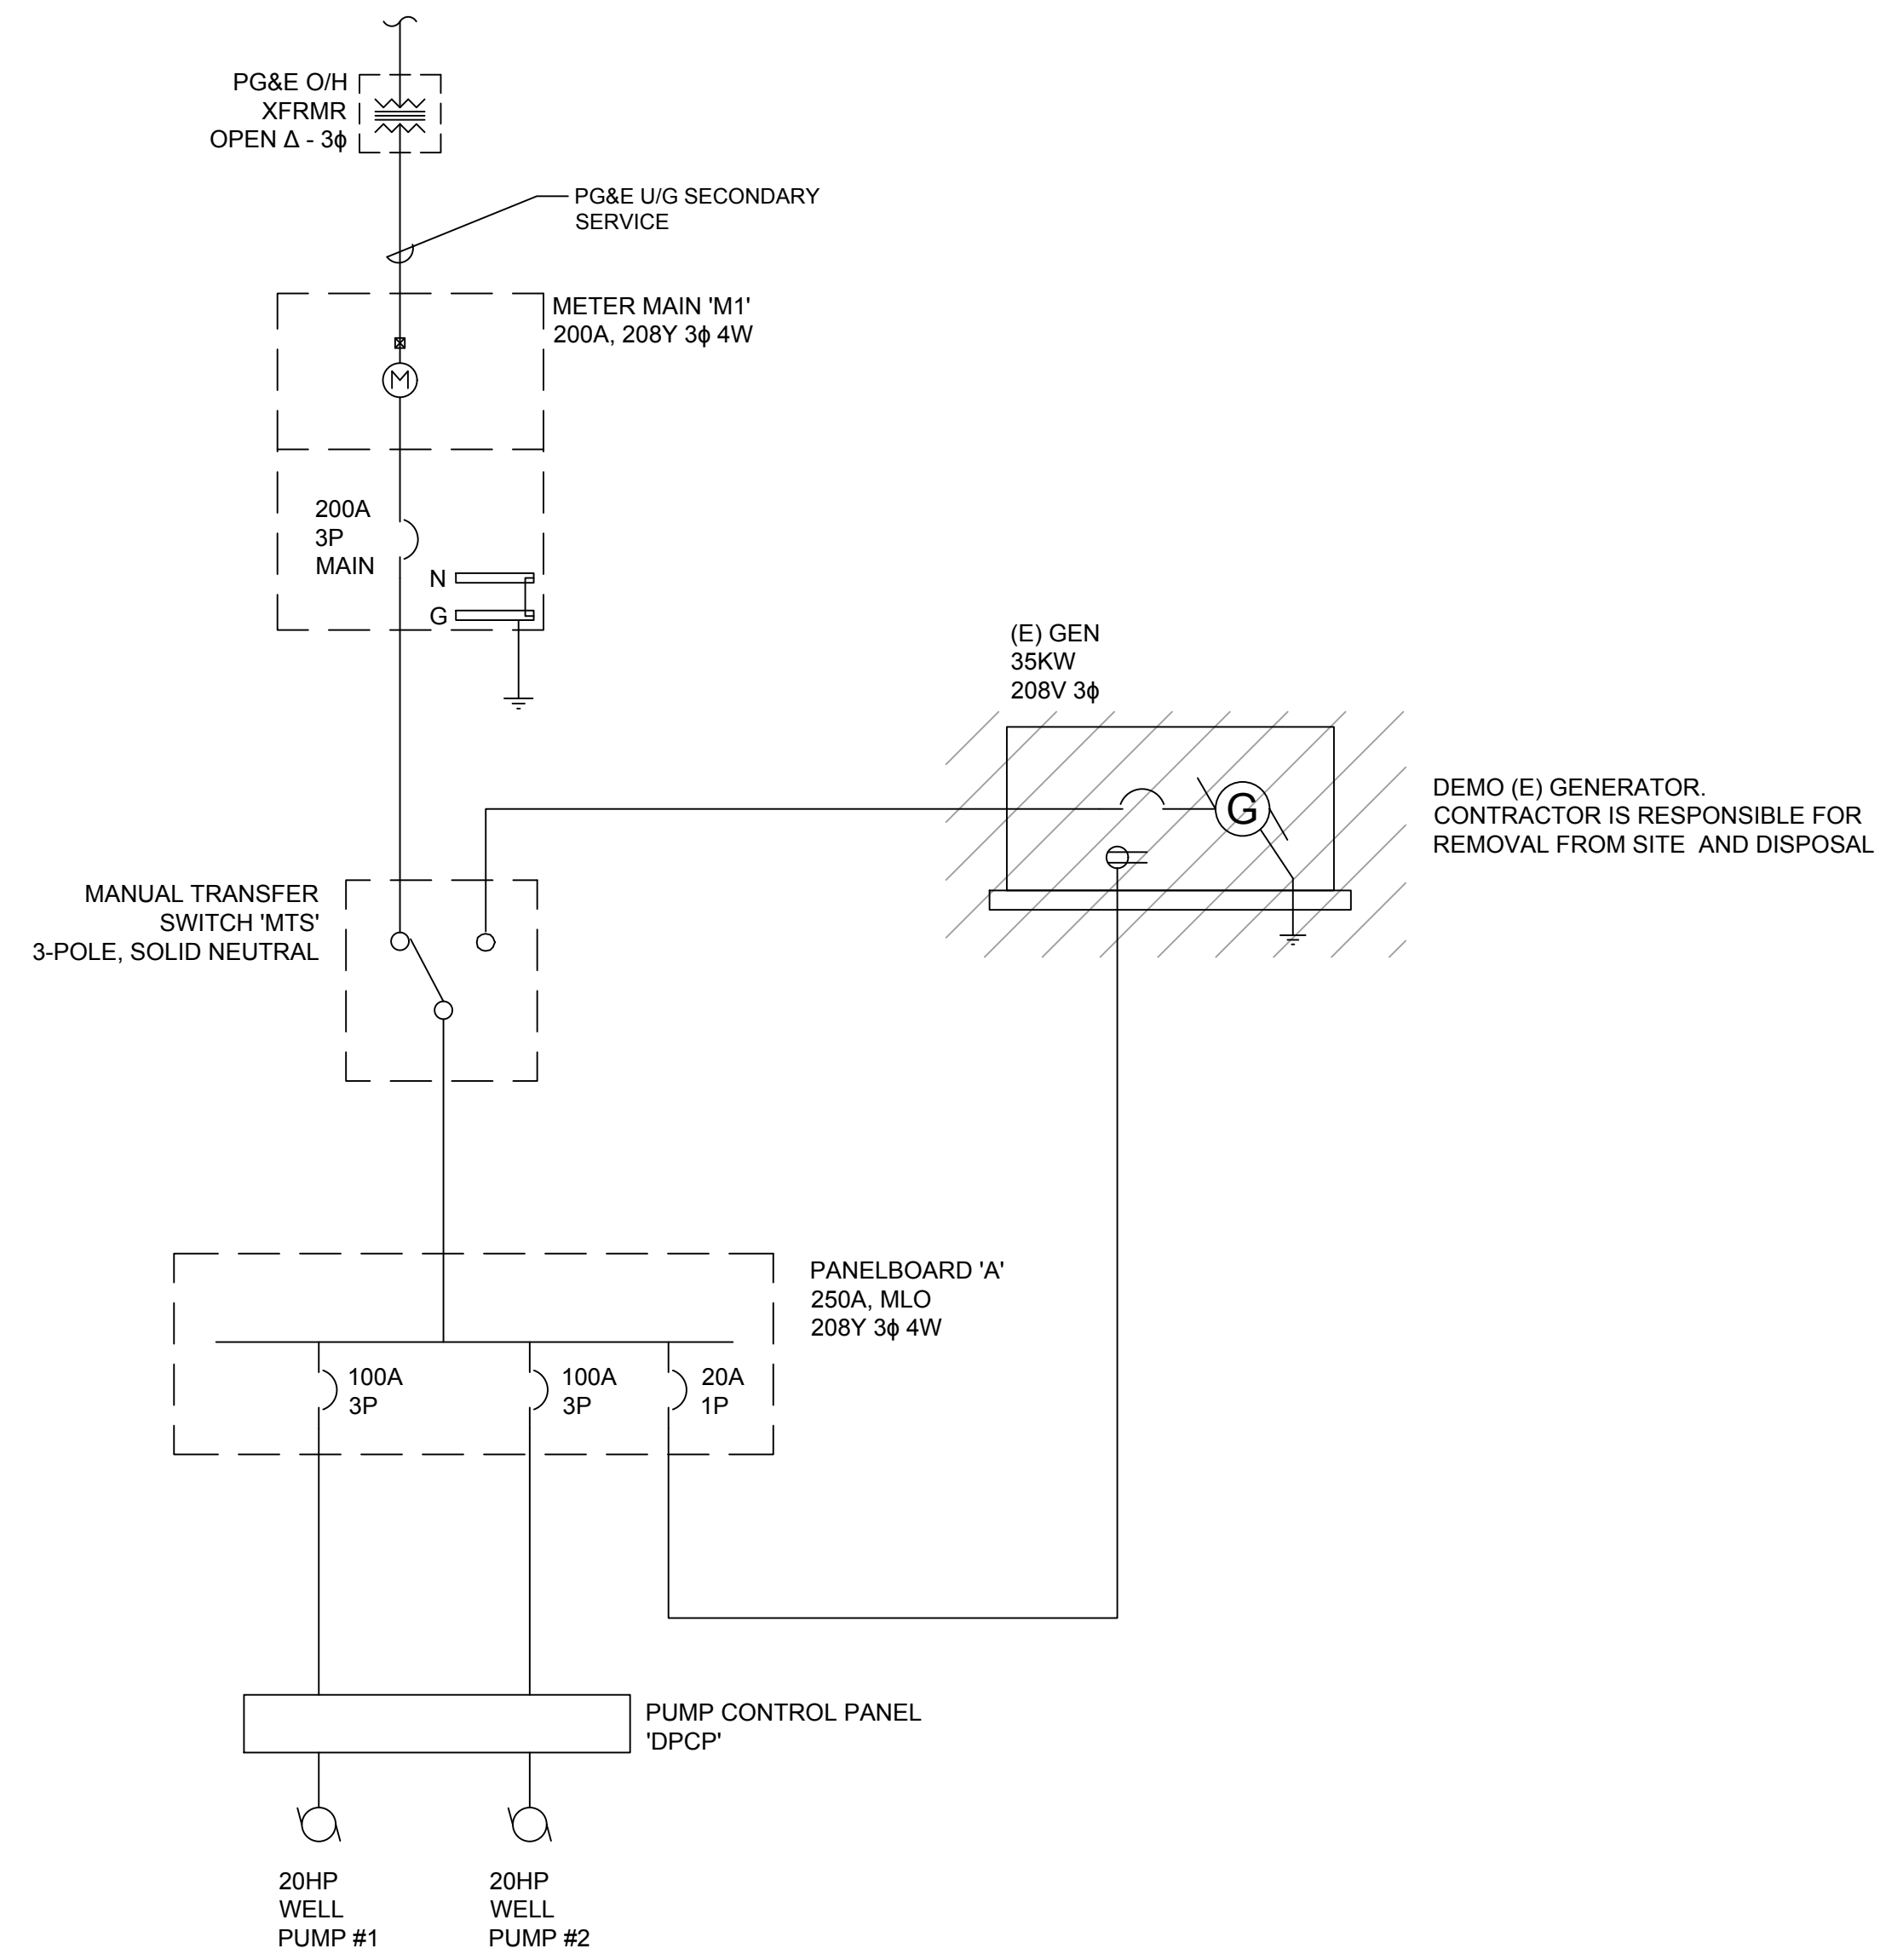 PG&E O/H
XFRMR
OPEN Δ - 3ϕ
PG&E U/G SECONDARY
SERVICE
METER MAIN 'M1'
200A, 208Y 3ϕ 4W
M
200A
3P
MAIN
N
G
(E) GEN
35KW
208V 3ϕ
G
DEMO (E) GENERATOR.
CONTRACTOR IS RESPONSIBLE FOR
REMOVAL FROM SITE AND DISPOSAL
MANUAL TRANSFER
SWITCH 'MTS'
3-POLE, SOLID NEUTRAL
PANELBOARD 'A'
250A, MLO
208Y 3ϕ 4W
100A
3P
100A
3P
20A
1P
PUMP CONTROL PANEL
'DPCP'
20HP
WELL
PUMP #1
20HP
WELL
PUMP #2